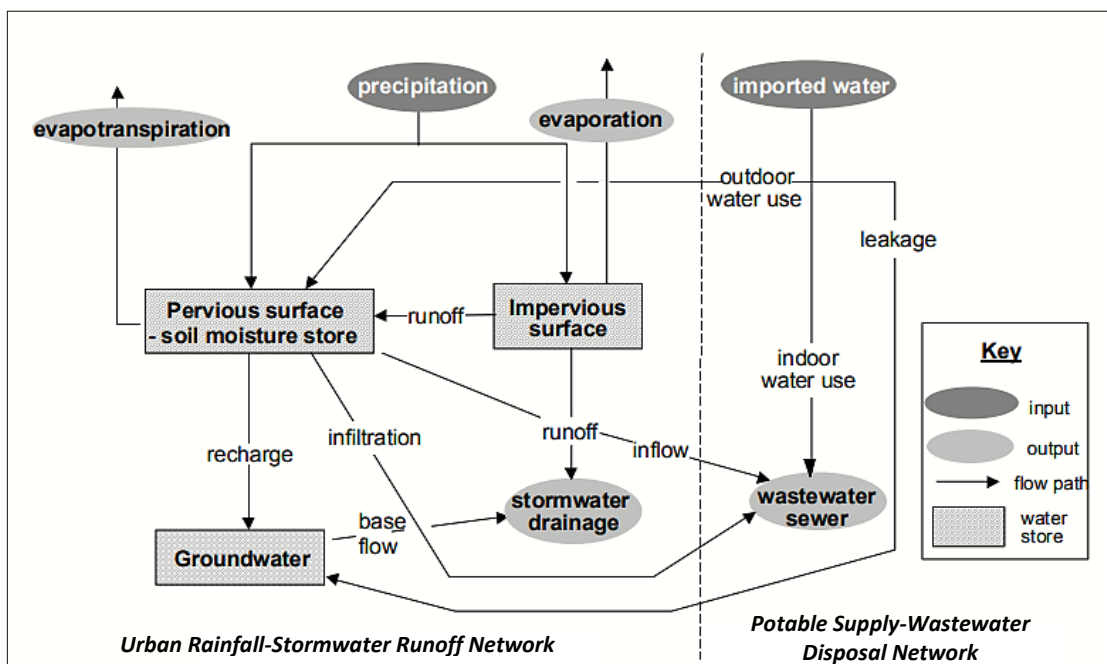 precipitation
imported water
evapotranspiration
evaporation
outdoor
water use
leakage
Pervious surface
- soil moisture store
runoff
Impervious
surface
Key
input
output
flow path
water
store
indoor
water use
infiltration
runoff
inflow
recharge
stormwater
drainage
wastewater
sewer
base
flow
Groundwater
Urban Rainfall-Stormwater Runoff Network
Potable Supply-Wastewater
Disposal Network